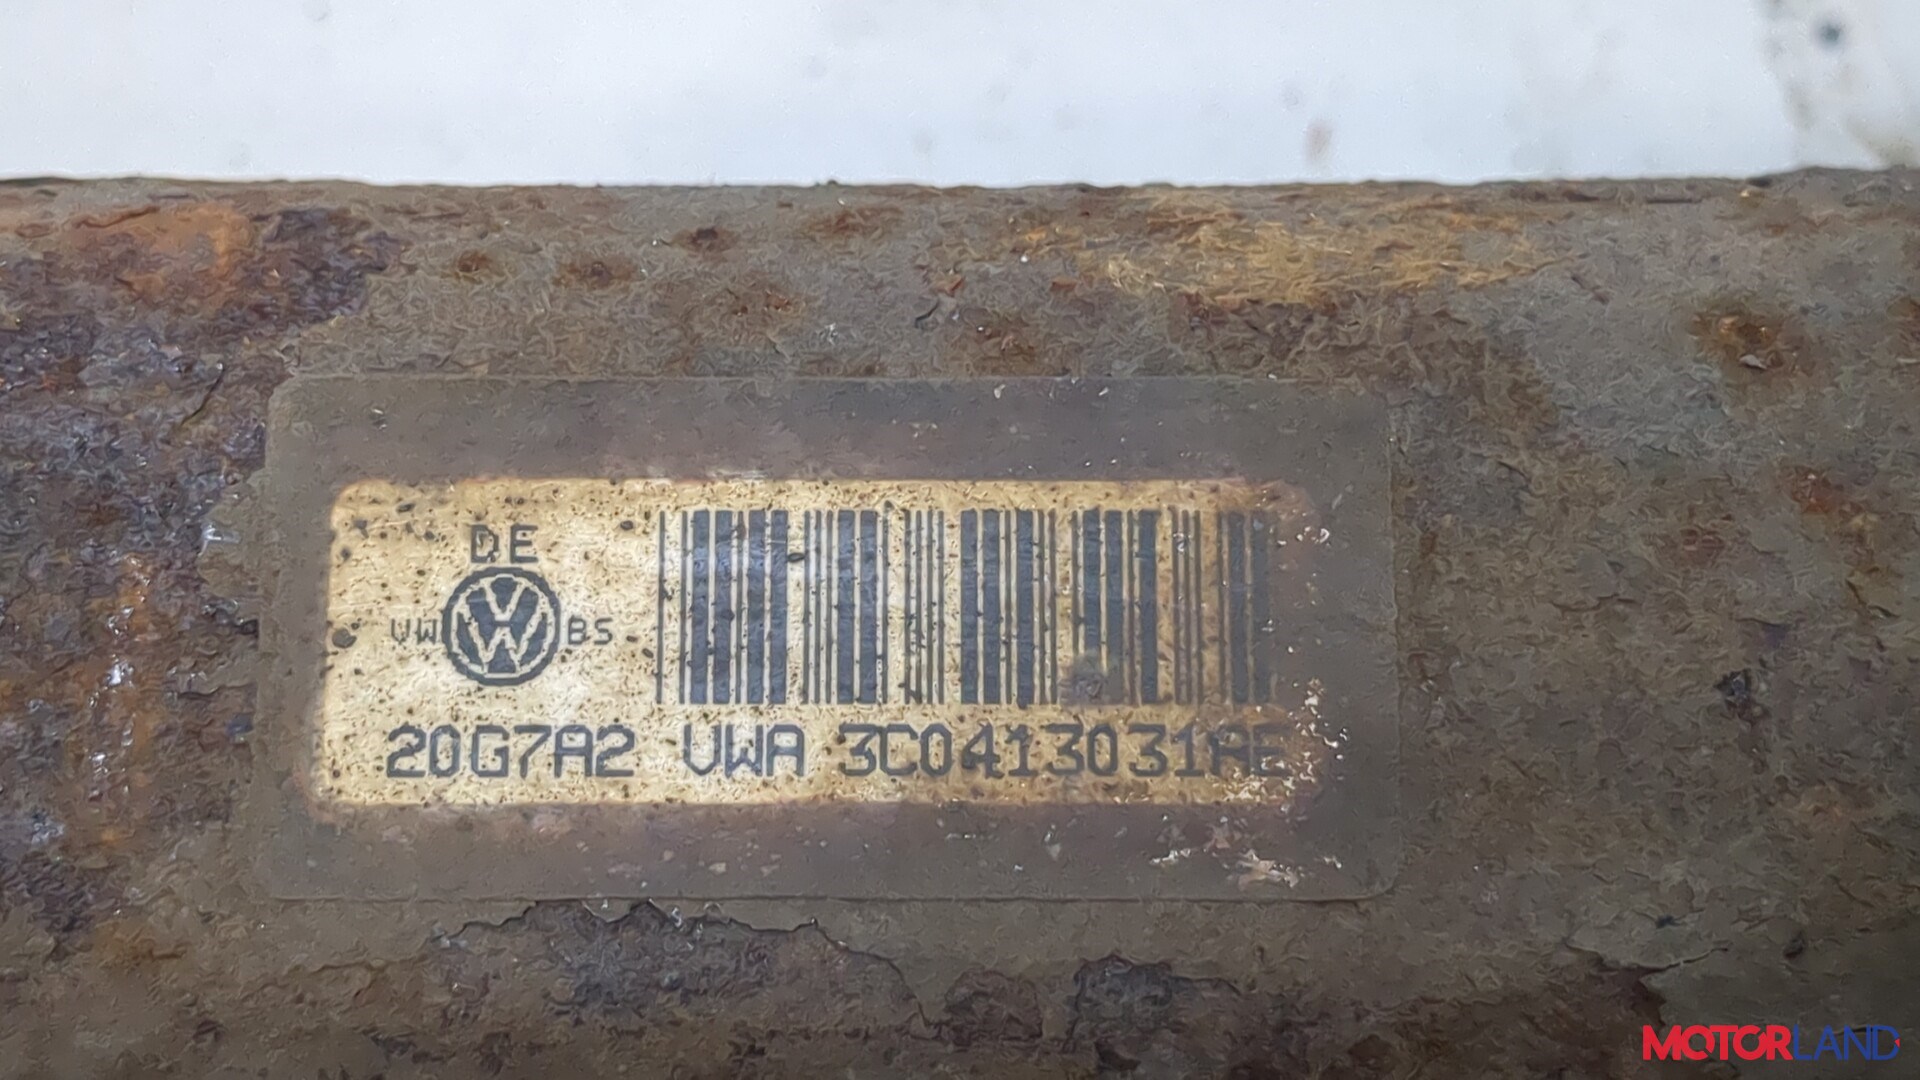 DE
VW BS
20G7A2 VWA 3C0413031AE
MOTORLAND